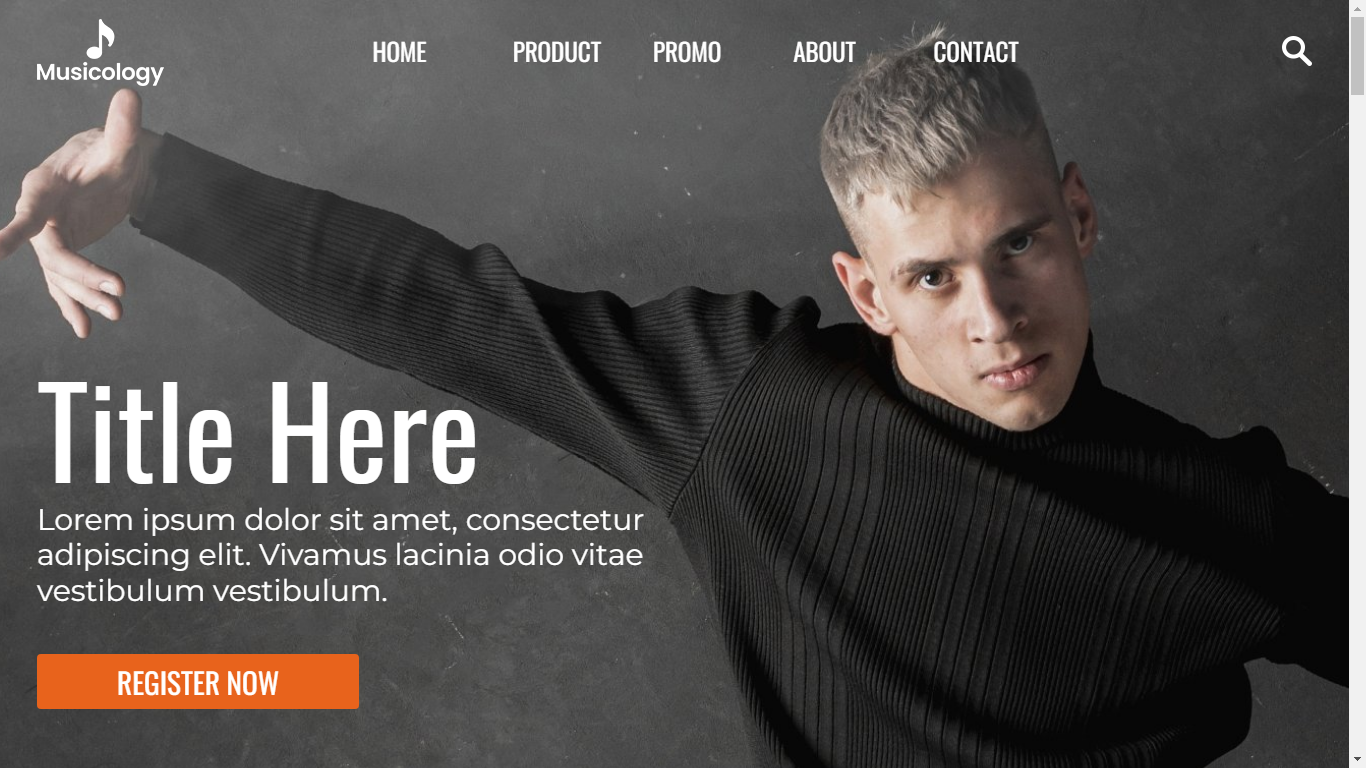 Musicology
HOME PRODUCT PROMO ABOUT CONTACT
Title Here
Lorem ipsum dolor sit amet, consectetur
adipiscing elit. Vivamus lacinia odio vitae
vestibulum vestibulum.
REGISTER NOW